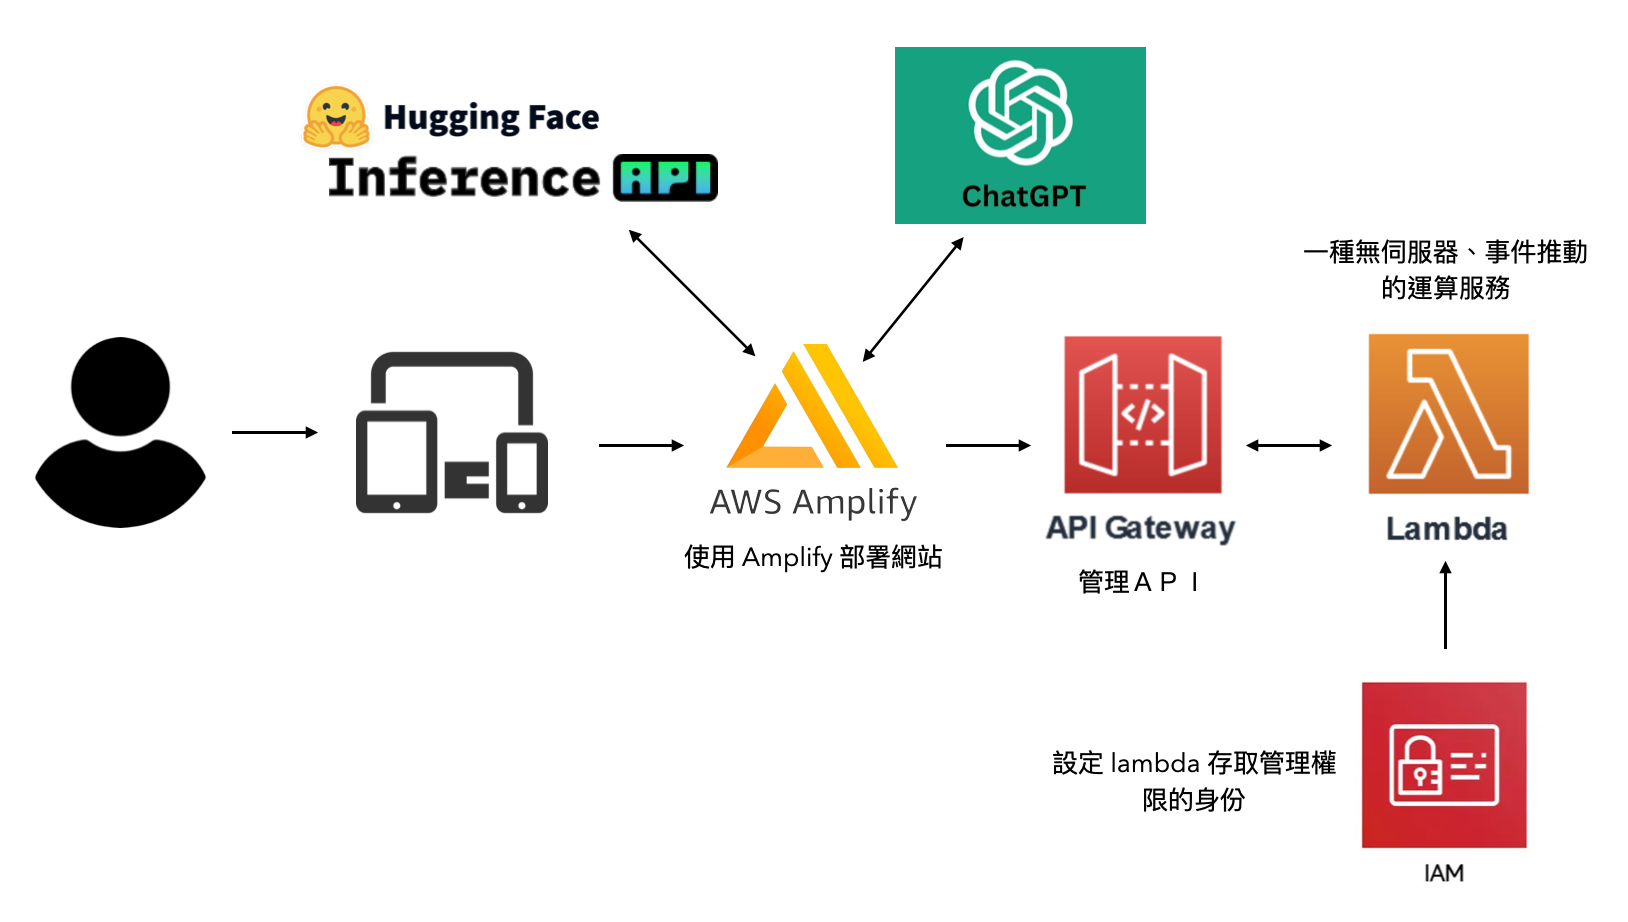 Hugging Face
Inference API
ChatGPT
一種無伺服器、事件推動
的運算服務
AWS Amplify
使用 Amplify 部署網站
</>
API Gateway
管理ＡＰＩ
Lambda
設定 lambda 存取管理權
限的身份
IAM